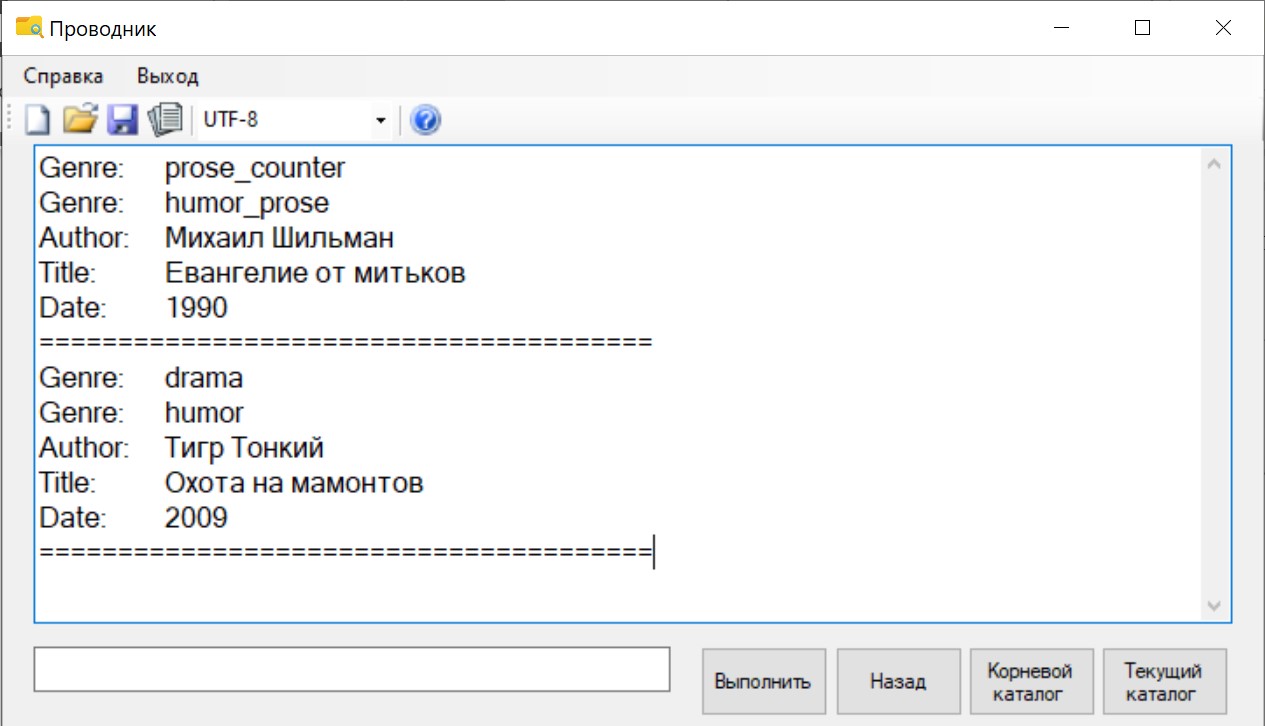 Проводник
Справка Выход
UTF-8
Genre: prose_counter
Genre: humor_prose
Author: Михаил Шильман
Title: Евангелие от митьков
Date: 1990
=======================================
Genre: drama
Genre: humor
Author: Тигр Тонкий
Title: Охота на мамонтов
Date: 2009
=======================================
Выполнить Назад Корневой каталог Текущий каталог